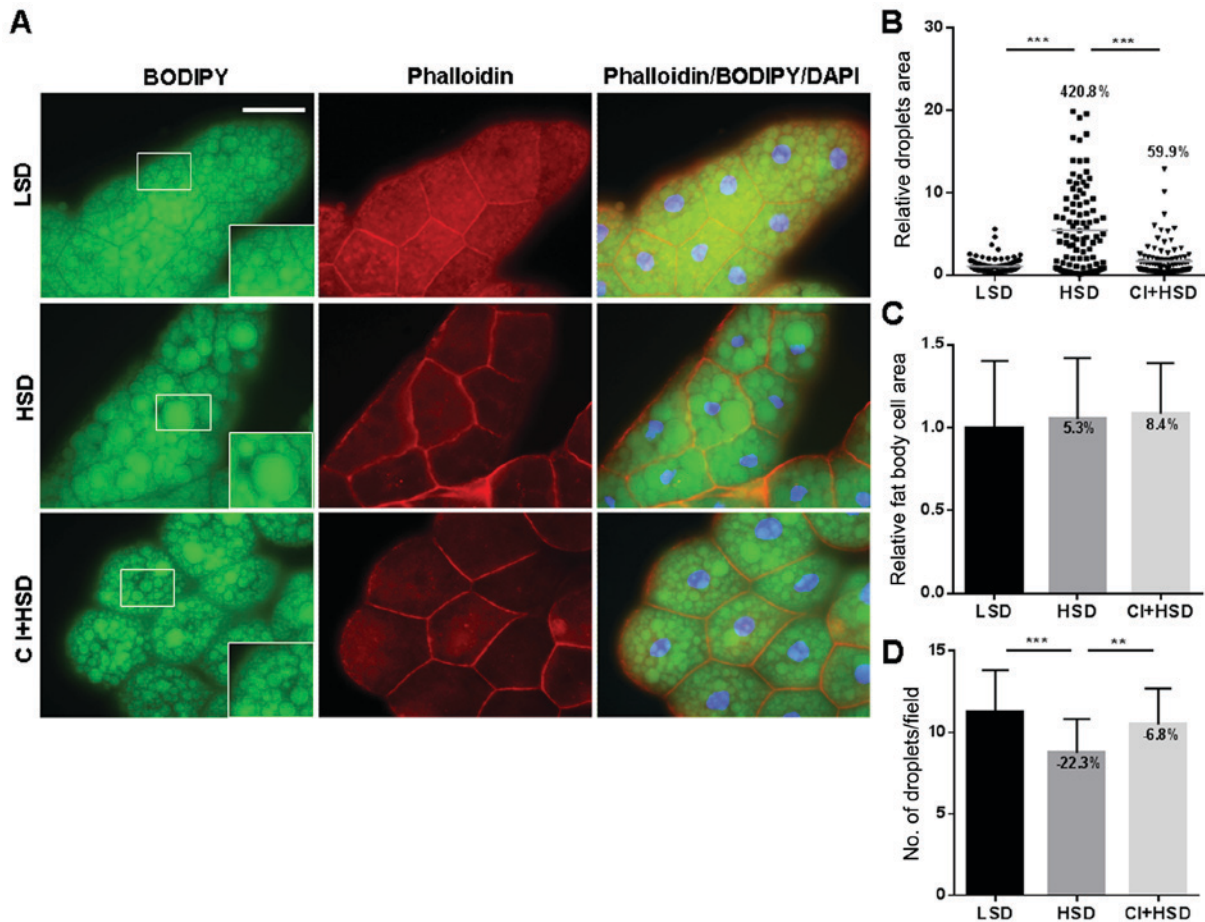 A
BODIPY
Phalloidin
Phalloidin/BODIPY/DAPI
LSD
HSD
CI+HSD
B
Relative droplets area
30
20
10
0
***
***
420.8%
59.9%
LSD
HSD
CI+HSD
C
Relative fat body cell area
1.5
1.0
0.5
0.0
5.3%
8.4%
LSD
HSD
CI+HSD
D
No. of droplets/field
15
10
5
0
***
**
-22.3%
-6.8%
LSD
HSD
CI+HSD